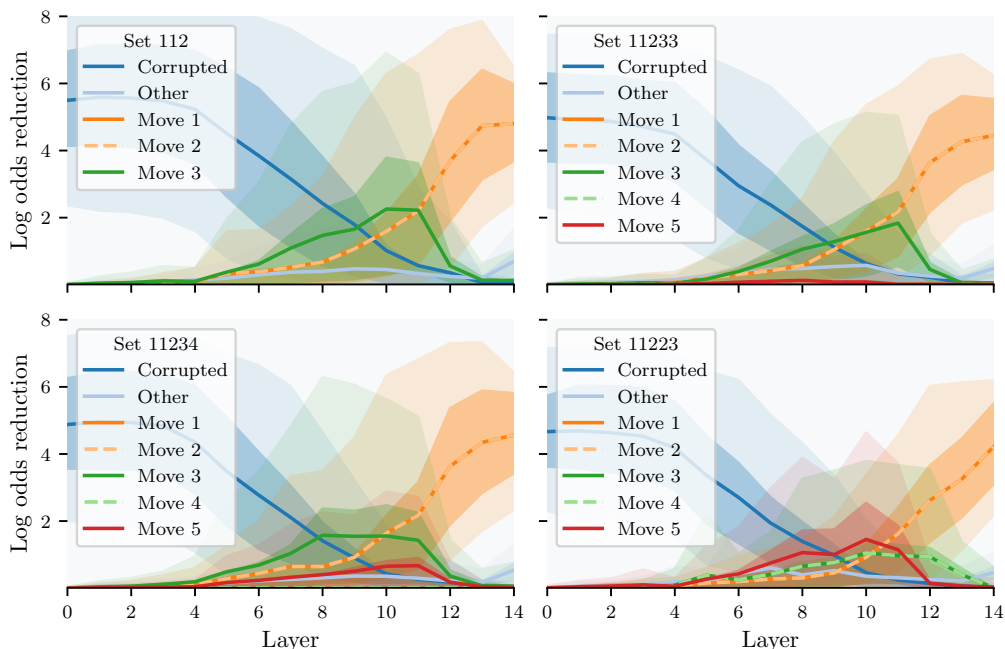 8
6
4
2
Log odds reduction
Set 112
Corrupted
Other
Move 1
Move 2
Move 3
Set 11233
Corrupted
Other
Move 1
Move 2
Move 3
Move 4
Move 5
8
6
4
2
Log odds reduction
Set 11234
Corrupted
Other
Move 1
Move 2
Move 3
Move 4
Move 5
0 2 4 6 8 10 12 14
Layer
Set 11223
Corrupted
Other
Move 1
Move 2
Move 3
Move 4
Move 5
0 2 4 6 8 10 12 14
Layer